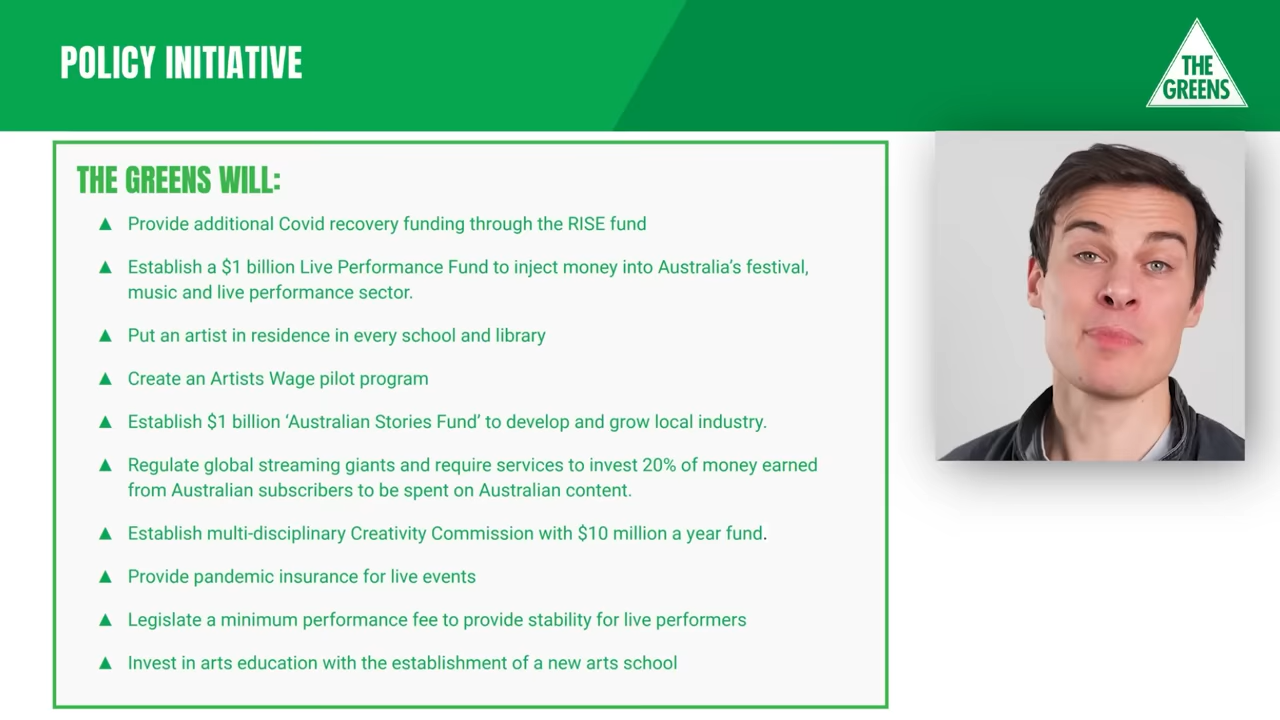 POLICY INITIATIVE
THE
GREENS
THE GREENS WILL:
▲ Provide additional Covid recovery funding through the RISE fund
▲ Establish a $1 billion Live Performance Fund to inject money into Australia’s festival,
music and live performance sector.
▲ Put an artist in residence in every school and library
▲ Create an Artists Wage pilot program
▲ Establish $1 billion ‘Australian Stories Fund’ to develop and grow local industry.
▲ Regulate global streaming giants and require services to invest 20% of money earned
from Australian subscribers to be spent on Australian content.
▲ Establish multi-disciplinary Creativity Commission with $10 million a year fund.
▲ Provide pandemic insurance for live events
▲ Legislate a minimum performance fee to provide stability for live performers
▲ Invest in arts education with the establishment of a new arts school